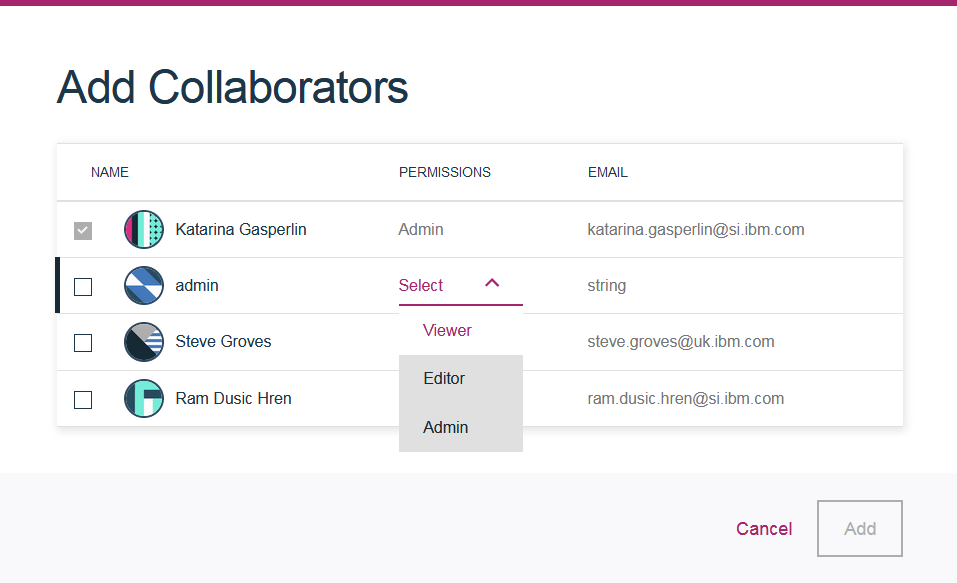 Add Collaborators
NAME PERMISSIONS EMAIL
Katarina Gasperlin Admin katarina.gasperlin@si.ibm.com
admin Select string
Viewer
Steve Groves steve.groves@uk.ibm.com
Editor
Ram Dusic Hren ram.dusic.hren@si.ibm.com
Admin
Cancel Add